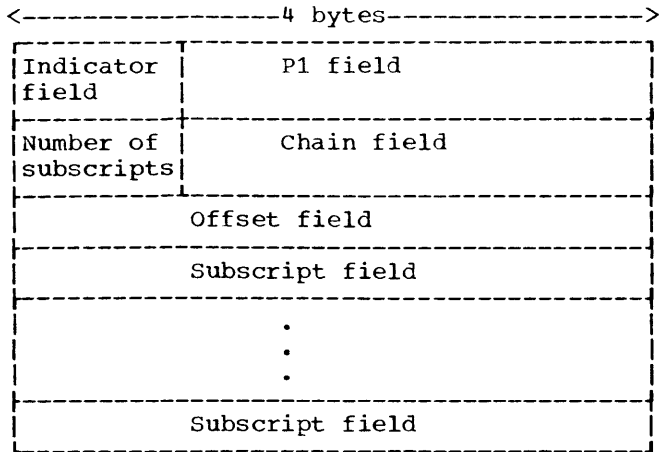 4 bytes
Indicator P1 field
field
Number of Chain field
subscripts
Offset field
Subscript field
.
.
.
Subscript field